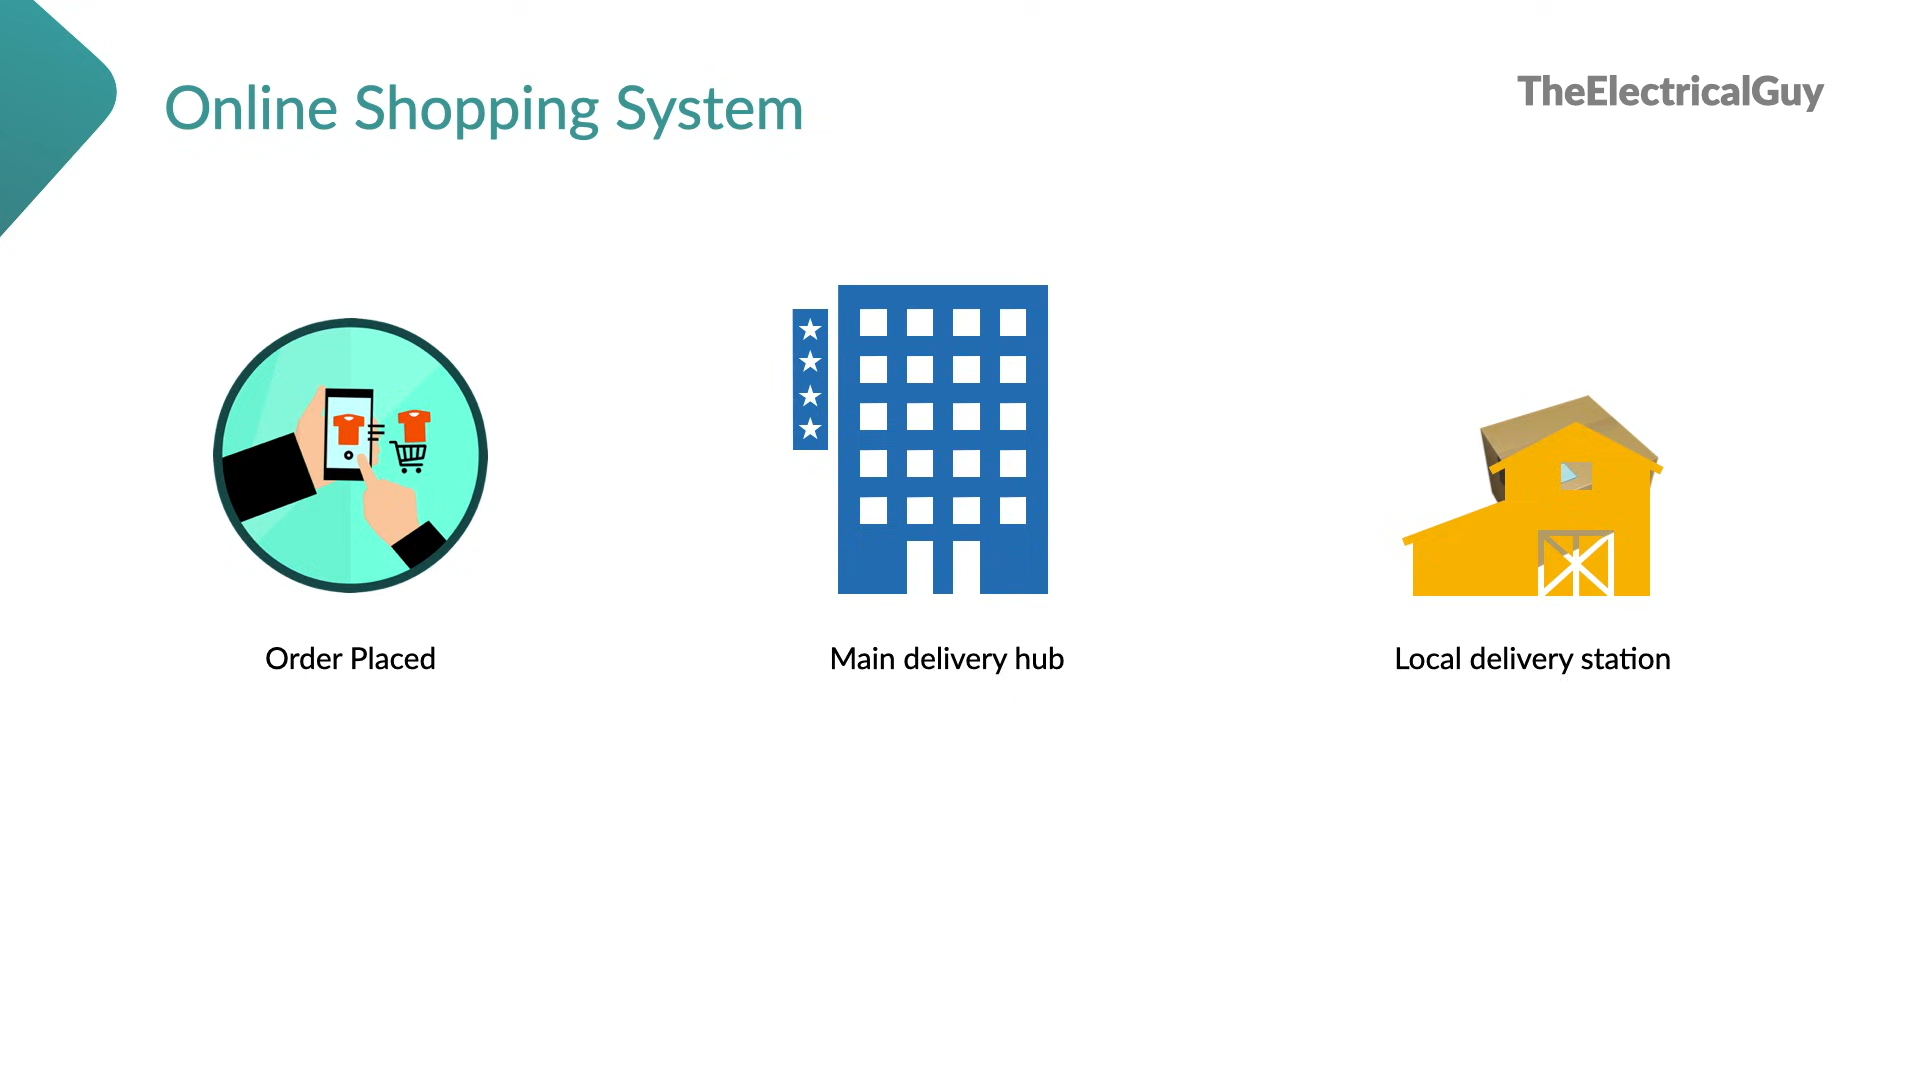 Online Shopping System
TheElectricalGuy
Order Placed
Main delivery hub
Local delivery station